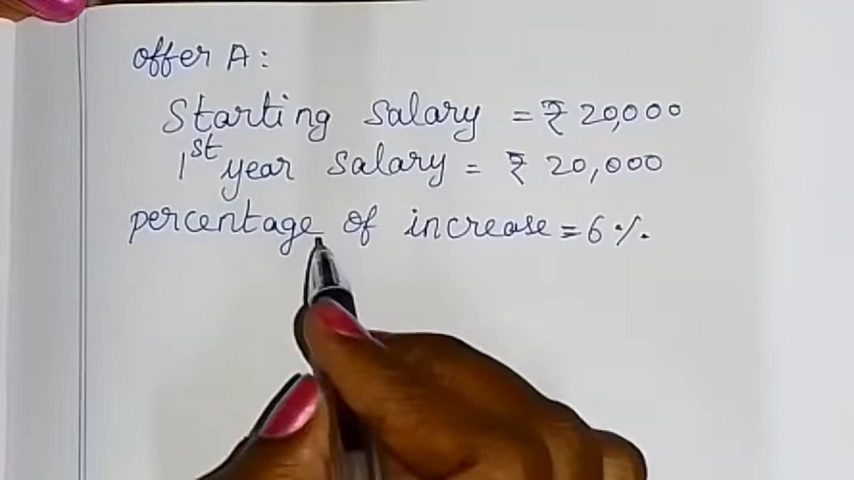 offer A:
Starting salary = ₹ 20,000
1st year salary = ₹ 20,000
percentage of increase = 6 %.